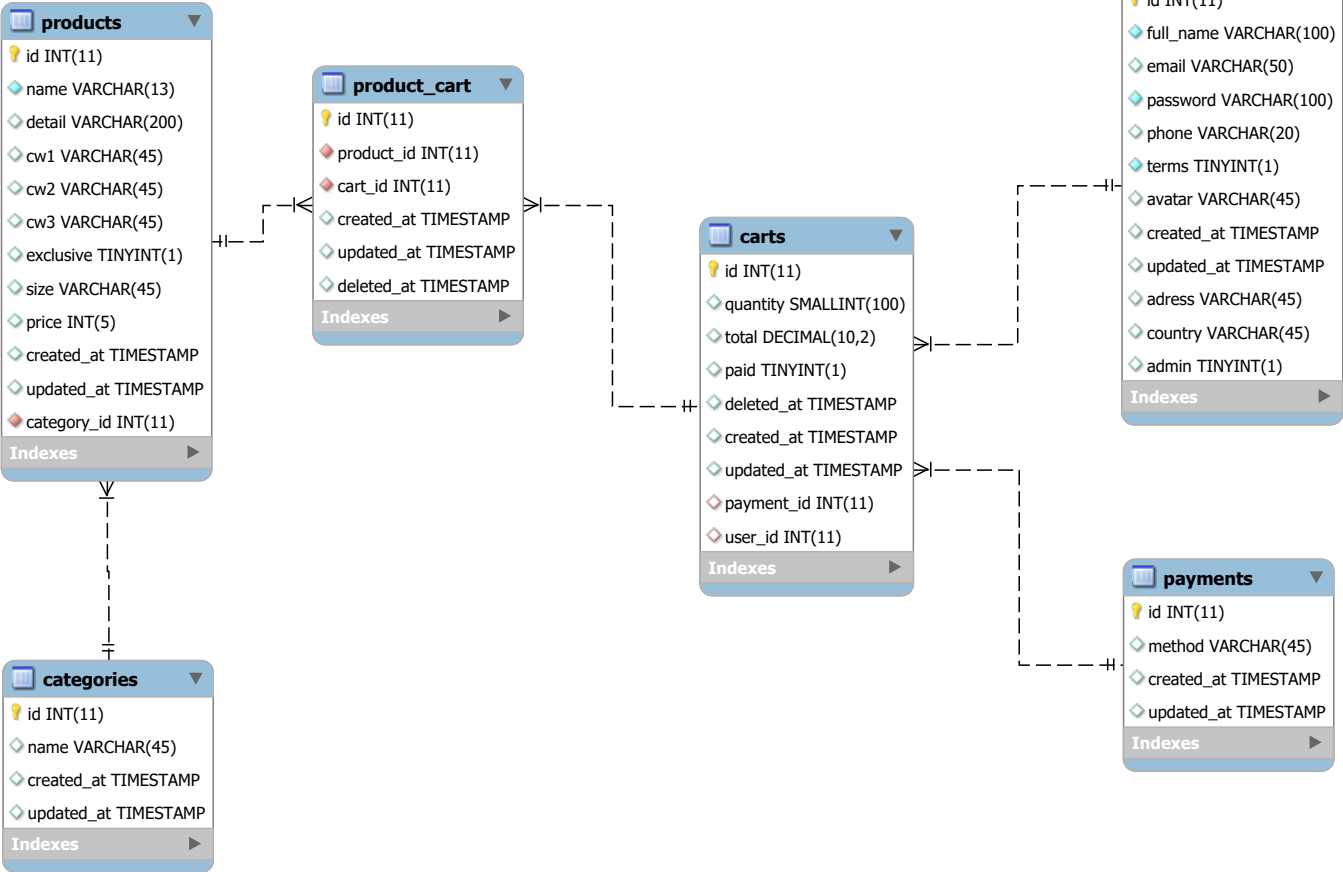 products
id INT(11)
name VARCHAR(13)
detail VARCHAR(200)
cw1 VARCHAR(45)
cw2 VARCHAR(45)
cw3 VARCHAR(45)
exclusive TINYINT(1)
size VARCHAR(45)
price INT(5)
created_at TIMESTAMP
updated_at TIMESTAMP
category_id INT(11)
Indexes
product_cart
id INT(11)
product_id INT(11)
cart_id INT(11)
created_at TIMESTAMP
updated_at TIMESTAMP
deleted_at TIMESTAMP
Indexes
carts
id INT(11)
quantity SMALLINT(100)
total DECIMAL(10,2)
paid TINYINT(1)
deleted_at TIMESTAMP
created_at TIMESTAMP
updated_at TIMESTAMP
payment_id INT(11)
user_id INT(11)
Indexes
id INT(11)
full_name VARCHAR(100)
email VARCHAR(50)
password VARCHAR(100)
phone VARCHAR(20)
terms TINYINT(1)
avatar VARCHAR(45)
created_at TIMESTAMP
updated_at TIMESTAMP
adress VARCHAR(45)
country VARCHAR(45)
admin TINYINT(1)
Indexes
categories
id INT(11)
name VARCHAR(45)
created_at TIMESTAMP
updated_at TIMESTAMP
Indexes
payments
id INT(11)
method VARCHAR(45)
created_at TIMESTAMP
updated_at TIMESTAMP
Indexes